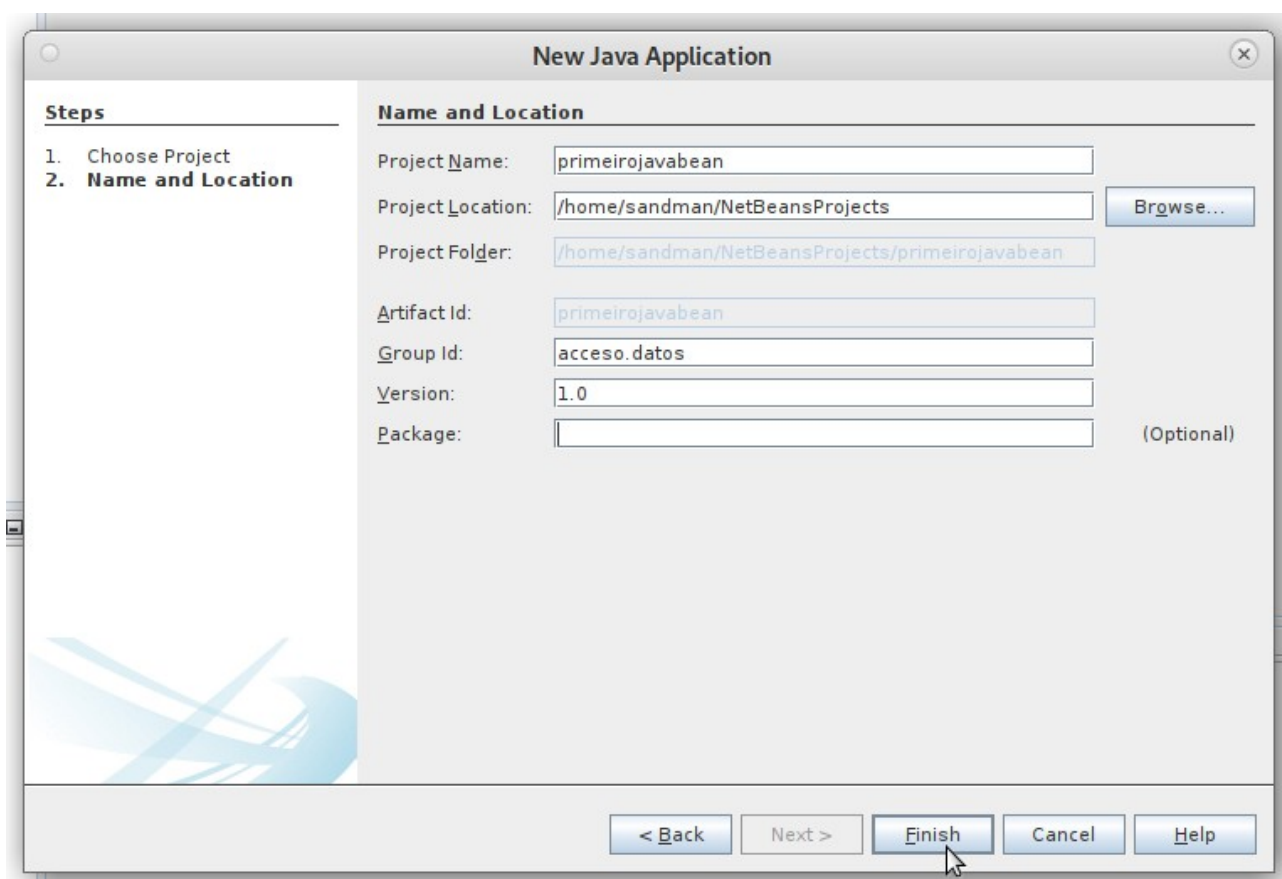 New Java Application
Steps
1. Choose Project
2. Name and Location
Name and Location
Project Name: primeirojavabean
Project Location: /home/sandman/NetBeansProjects Browse...
Project Folder: /home/sandman/NetBeansProjects/primeirojavabean
Artifact Id: primeirojavabean
Group Id: acceso.datos
Version: 1.0
Package: (Optional)
< Back Next > Finish Cancel Help